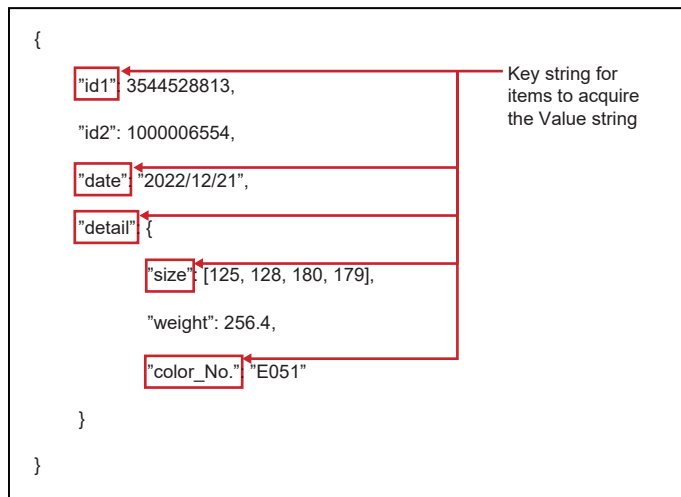 {
”id1”: 3544528813,
Key string for
items to acquire
the Value string
”id2”: 1000006554,
”date”: ”2022/12/21”,
”detail”: {
”size”: [125, 128, 180, 179],
”weight”: 256.4,
”color_No.”: ”E051”
}
}